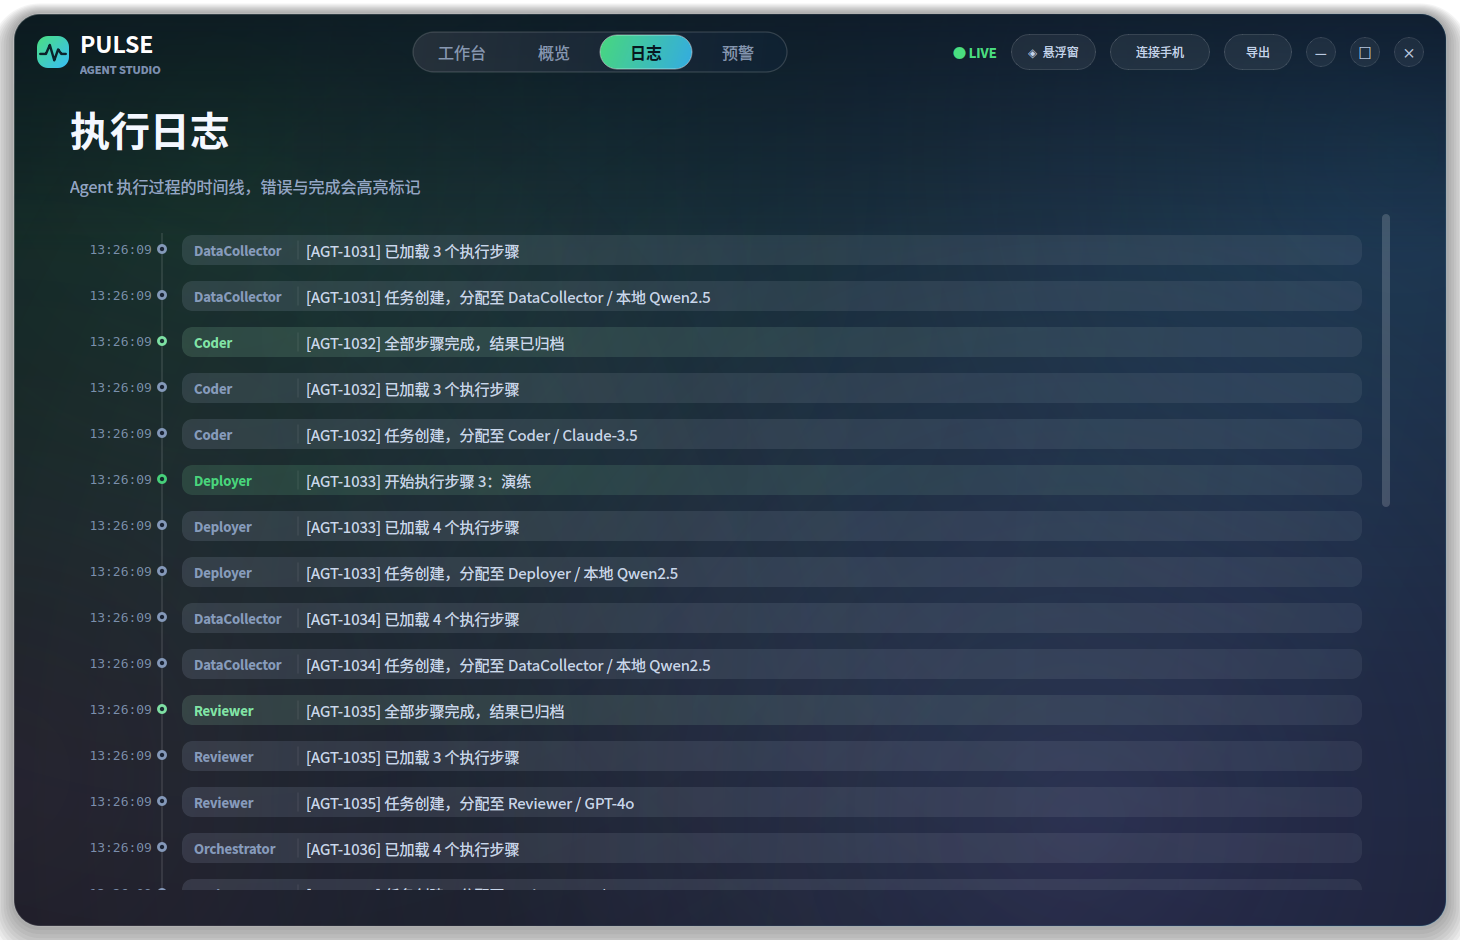 PULSE
AGENT STUDIO
工作台 概览 日志 预警
LIVE ◈ 悬浮窗 连接手机 导出
执行日志
Agent 执行过程的时间线，错误与完成会高亮标记
13:26:09 DataCollector [AGT-1031] 已加载 3 个执行步骤
13:26:09 DataCollector [AGT-1031] 任务创建，分配至 DataCollector / 本地 Qwen2.5
13:26:09 Coder [AGT-1032] 全部步骤完成，结果已归档
13:26:09 Coder [AGT-1032] 已加载 3 个执行步骤
13:26:09 Coder [AGT-1032] 任务创建，分配至 Coder / Claude-3.5
13:26:09 Deployer [AGT-1033] 开始执行步骤 3：演练
13:26:09 Deployer [AGT-1033] 已加载 4 个执行步骤
13:26:09 Deployer [AGT-1033] 任务创建，分配至 Deployer / 本地 Qwen2.5
13:26:09 DataCollector [AGT-1034] 已加载 4 个执行步骤
13:26:09 DataCollector [AGT-1034] 任务创建，分配至 DataCollector / 本地 Qwen2.5
13:26:09 Reviewer [AGT-1035] 全部步骤完成，结果已归档
13:26:09 Reviewer [AGT-1035] 已加载 3 个执行步骤
13:26:09 Reviewer [AGT-1035] 任务创建，分配至 Reviewer / GPT-4o
13:26:09 Orchestrator [AGT-1036] 已加载 4 个执行步骤